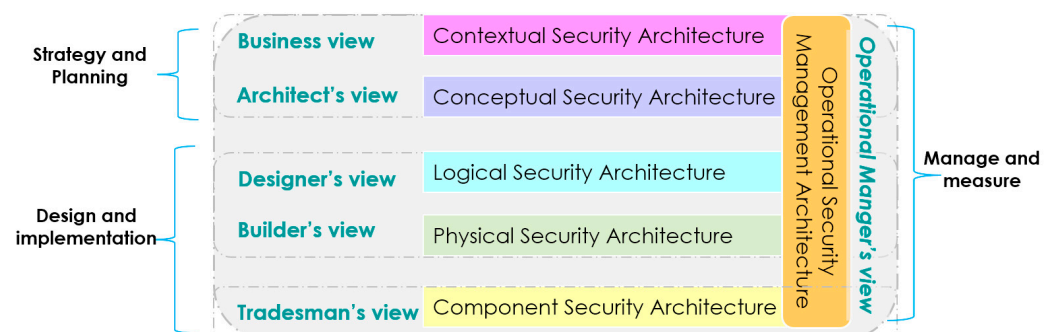 Strategy and
Planning
Business view
Contextual Security Architecture
Architect's view
Conceptual Security Architecture
Design and
implementation
Designer's view
Logical Security Architecture
Builder's view
Physical Security Architecture
Tradesman's view
Component Security Architecture
Operational Security
Management Architecture
Operational Manger's view
Manage and
measure